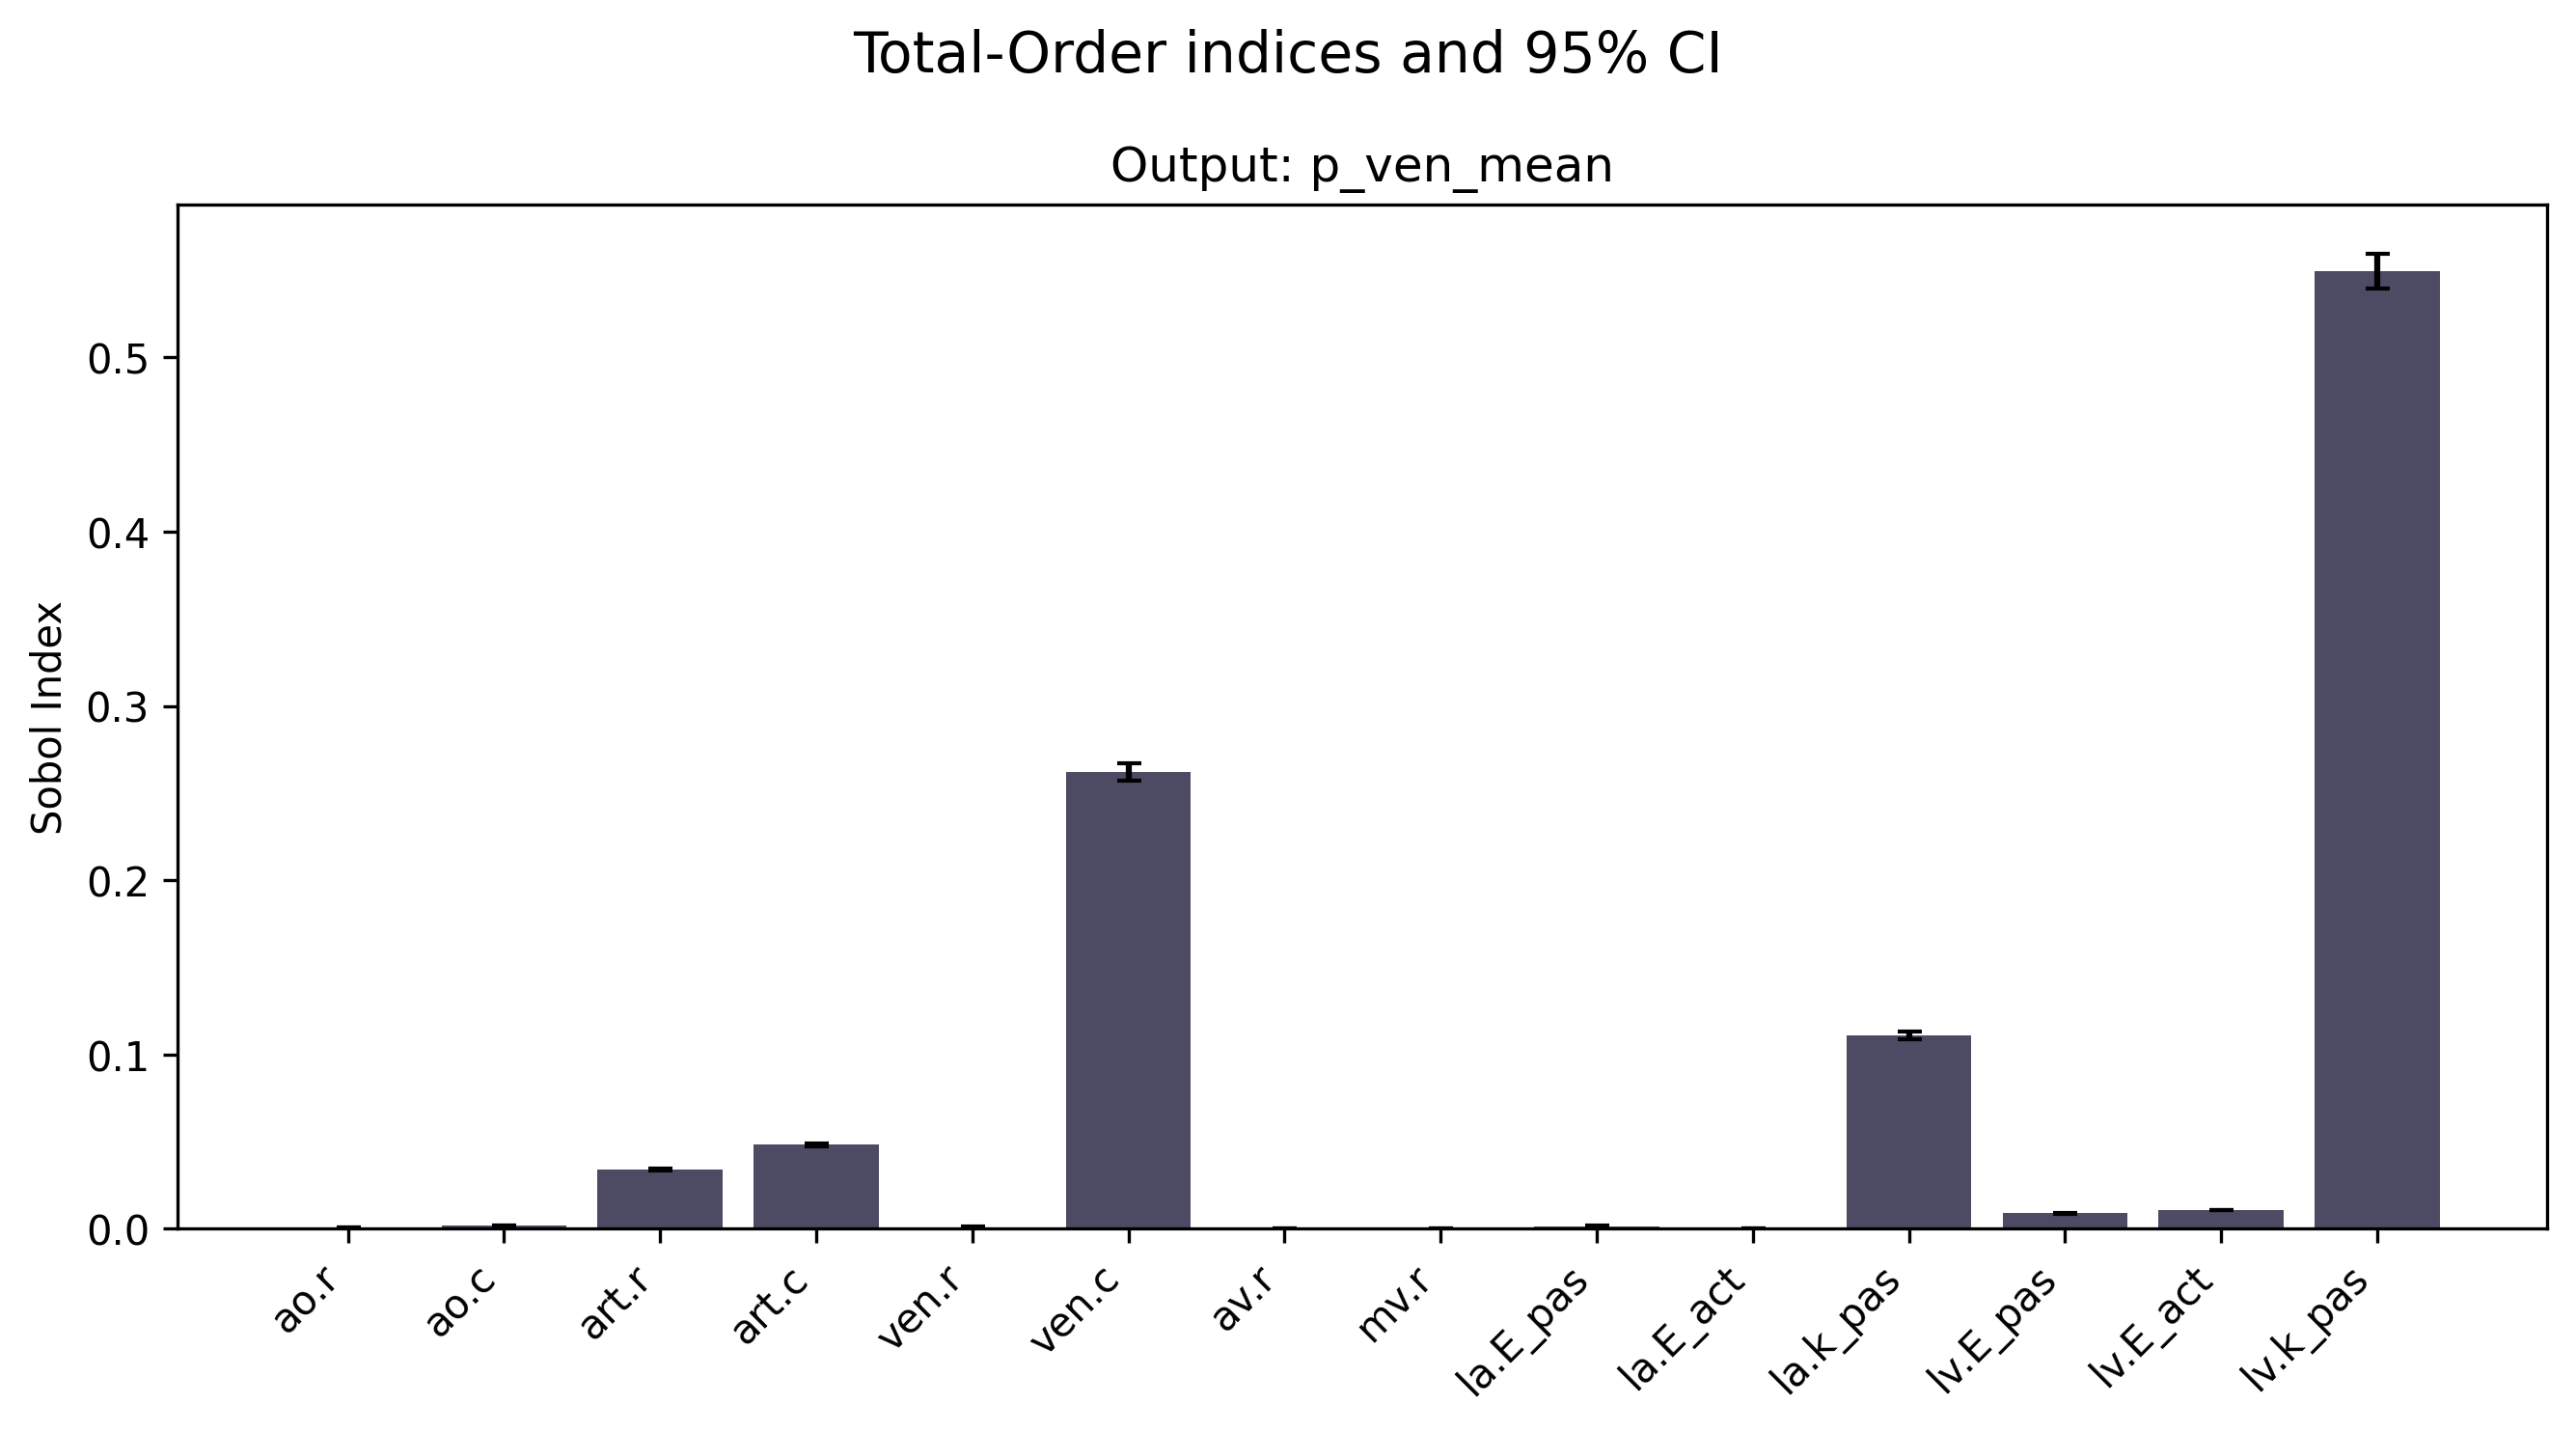 Total-Order indices and 95% CI
Output: p_ven_mean
Sobol Index
0.5
0.4
0.3
0.2
0.1
0.0
ao.r
ao.c
art.r
art.c
ven.r
ven.c
av.r
mv.r
la.E_pas
la.E_act
la.k_pas
lv.E_pas
lv.E_act
lv.k_pas